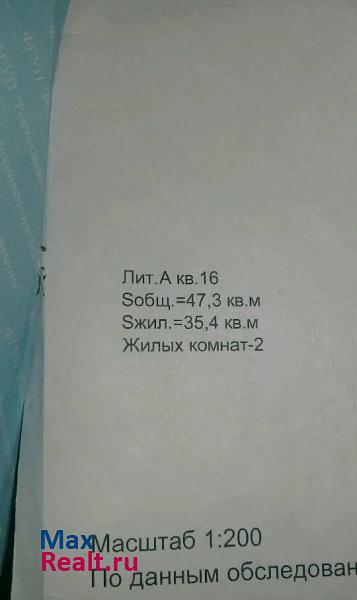 Лит.А кв.16
Sобщ.=47,3 кв.м
Sжил.=35,4 кв.м
Жилых комнат-2
Масштаб 1:200
По данным обследован
Max
Realt.ru